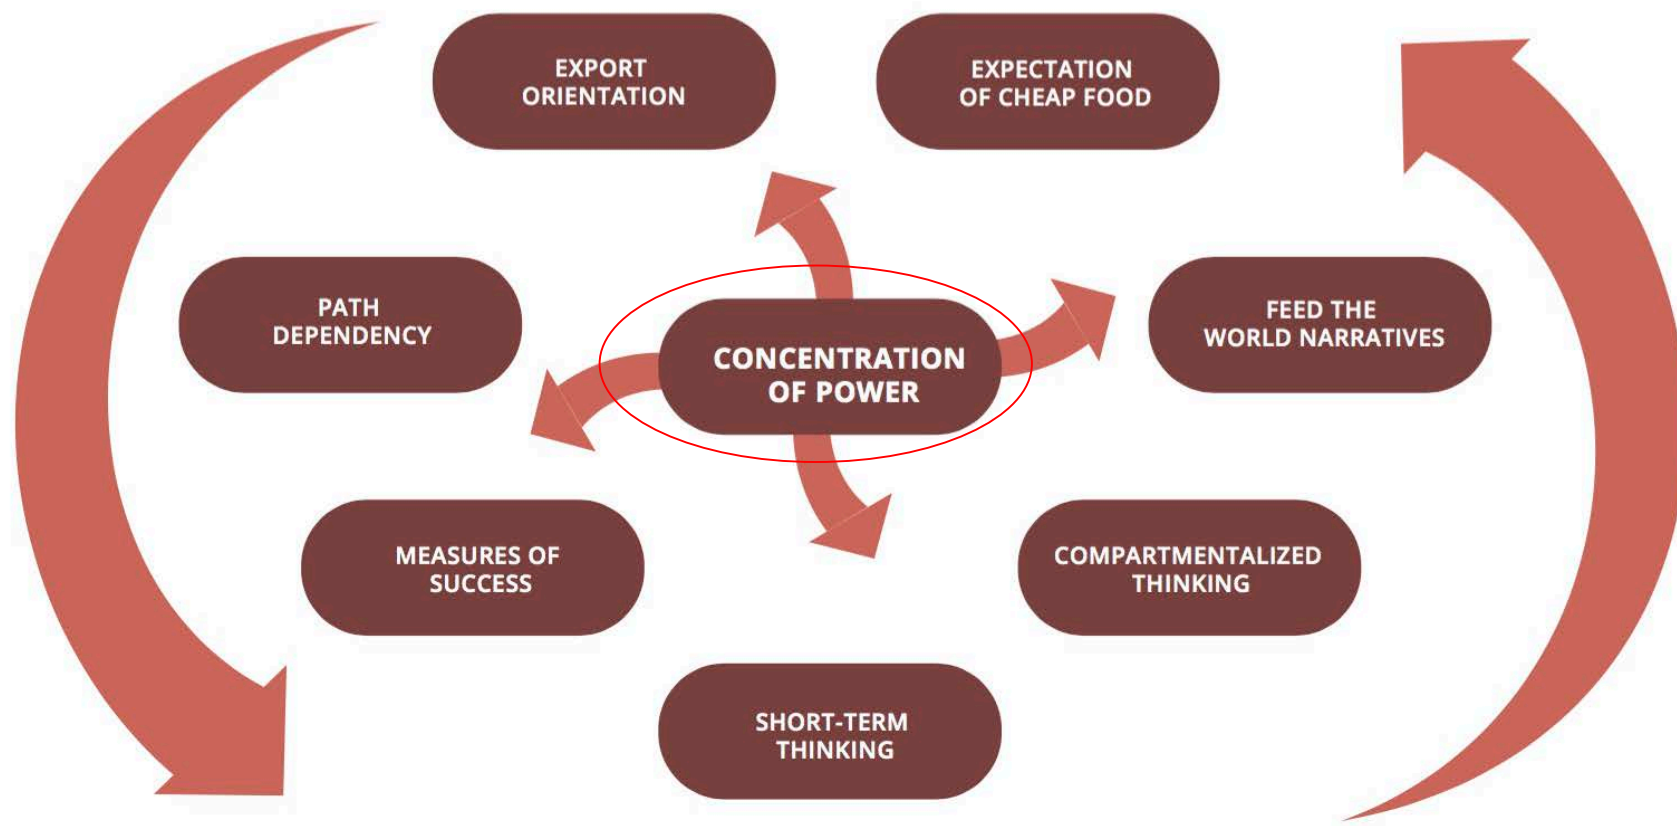 EXPORT
ORIENTATION
EXPECTATION
OF CHEAP FOOD
PATH
DEPENDENCY
FEED THE
WORLD NARRATIVES
CONCENTRATION
OF POWER
MEASURES OF
SUCCESS
COMPARTMENTALIZED
THINKING
SHORT-TERM
THINKING